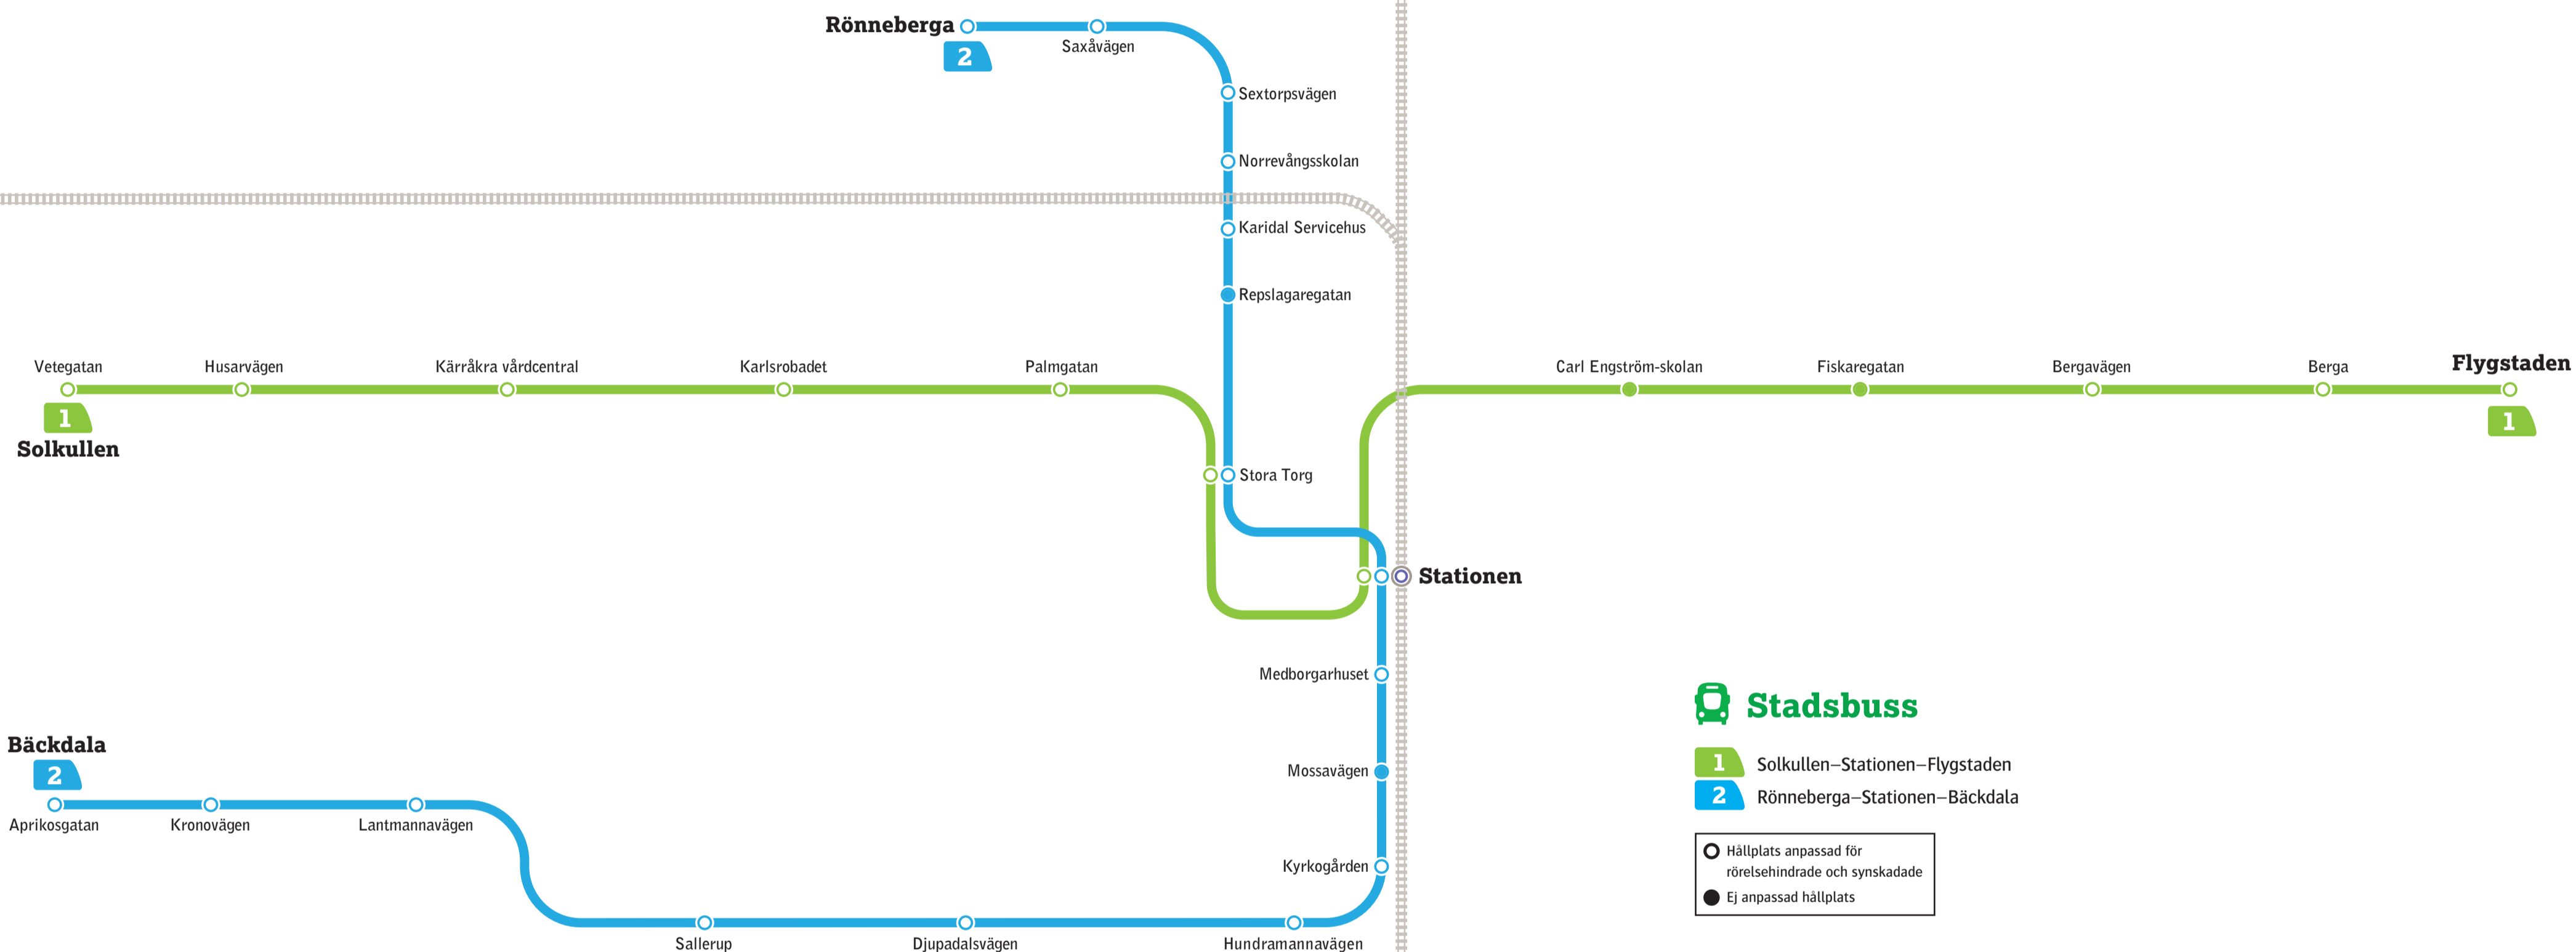 Rönneberga
2
Saxåvägen
Sextorpsvägen
Norrevångsskolan
Karidal Servicehus
Repslagaregatan
Vetegatan
Husarvägen
Kärråkra vårdcentral
Karlsrobadet
Palmgatan
Carl Engström-skolan
Fiskaregatan
Bergavägen
Berga
Flygstaden
1
Solkullen
1
Stora Torg
Stationen
Medborgarhuset
Mossavägen
Kyrkogården
Bäckdala
2
Aprikosgatan
Kronovägen
Lantmannavägen
Sallerup
Djupadalsvägen
Hundramannavägen
Stadsbuss
1 Solkullen–Stationen–Flygstaden
2 Rönneberga–Stationen–Bäckdala
Hållplats anpassad för
rörelsehindrade och synskadade
Ej anpassad hållplats